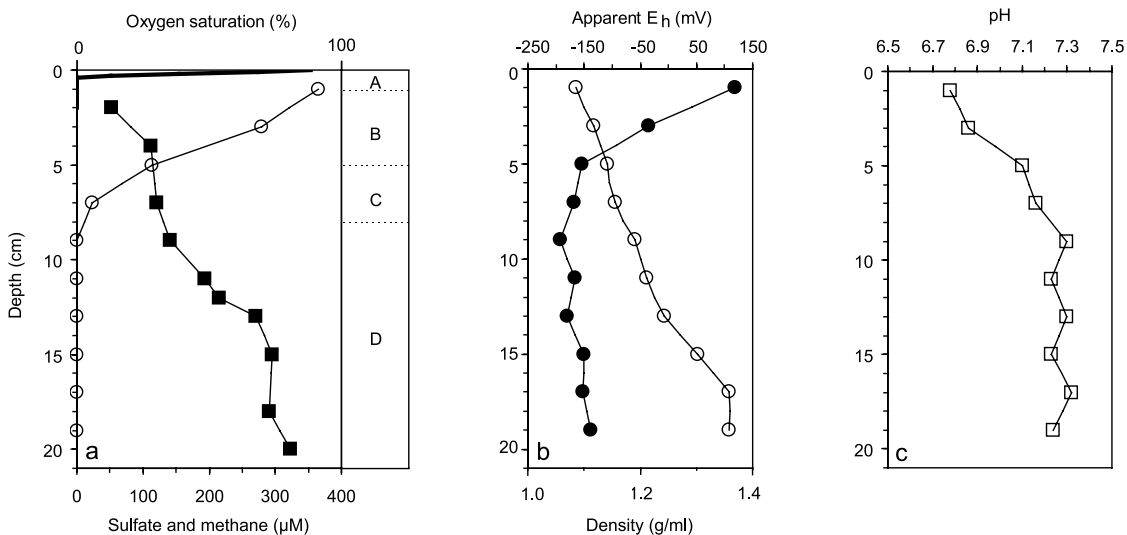 Oxygen saturation (%)
0 100
0
5
10
15
20
Depth (cm)
A
B
C
D
a
0 100 200 300 400
Sulfate and methane (µM)
Apparent E h (mV)
-250 -150 -50 50 150
0
5
10
15
20
b
1.0 1.2 1.4
Density (g/ml)
pH
6.5 6.7 6.9 7.1 7.3 7.5
0
5
10
15
20
c